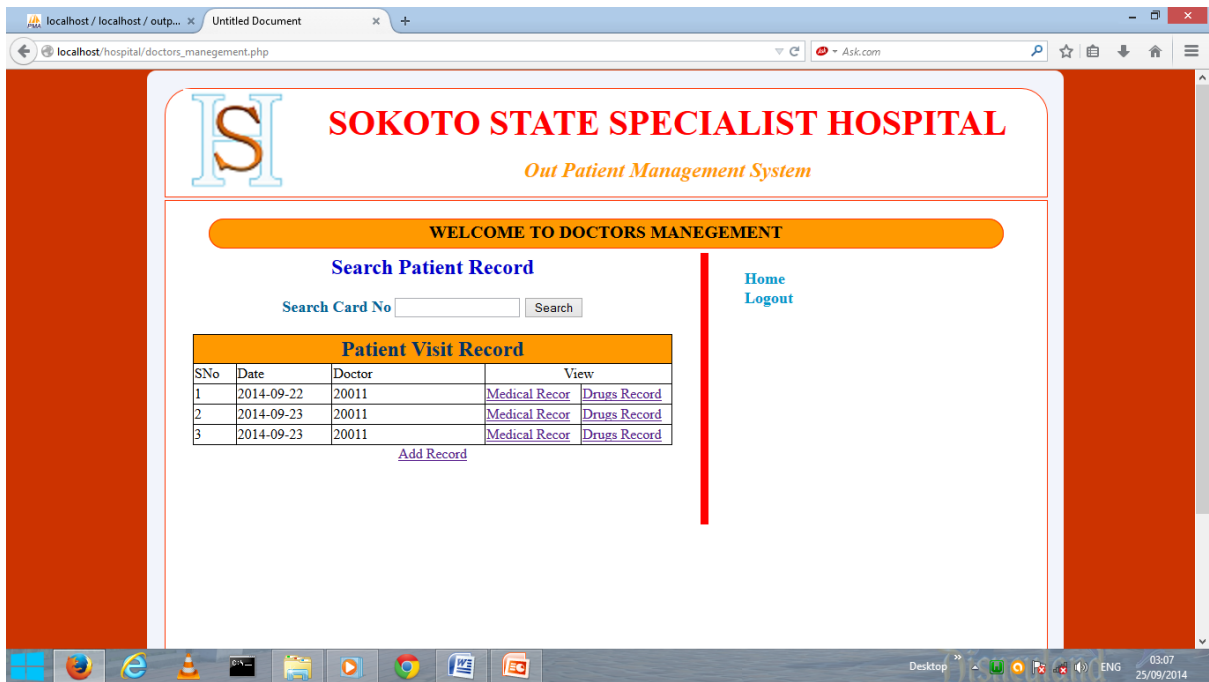 localhost / localhost / outp...
Untitled Document
localhost/hospital/doctors_manegement.php
Ask.com
SH
SOKOTO STATE SPECIALIST HOSPITAL
Out Patient Management System
WELCOME TO DOCTORS MANEGEMENT
Search Patient Record
Search Card No Search
Home
Logout
Patient Visit Record
SNo Date Doctor View
1 2014-09-22 20011 Medical Recor Drugs Record
2 2014-09-23 20011 Medical Recor Drugs Record
3 2014-09-23 20011 Medical Recor Drugs Record
Add Record
Desktop ENG 03:07
25/09/2014